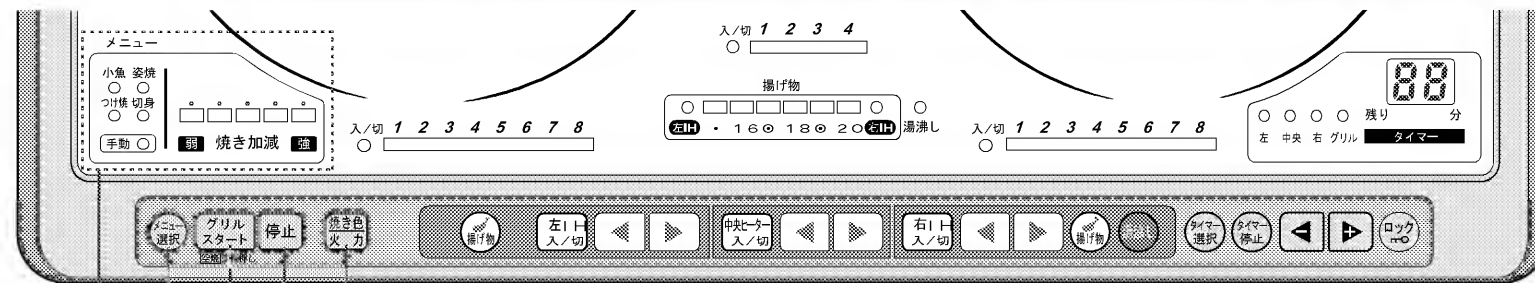 メニュー
小魚 姿焼
つけ焼 切身
手動
弱 焼き加減 強
入/切 1 2 3 4 5 6 7 8
入/切 1 2 3 4
揚げ物
左IH ・ 160 180 20 右IH 湯沸し
入/切 1 2 3 4 5 6 7 8
88
残り 分
左 中央 右 グリル タイマー
メニュー
選択
グリル
スタート
停止
焼き色
火 力
揚げ物
左IH
入/切
中央ヒーター
入/切
右IH
入/切
揚げ物
タイマー
選択
タイマー
停止
－
＋
ロック